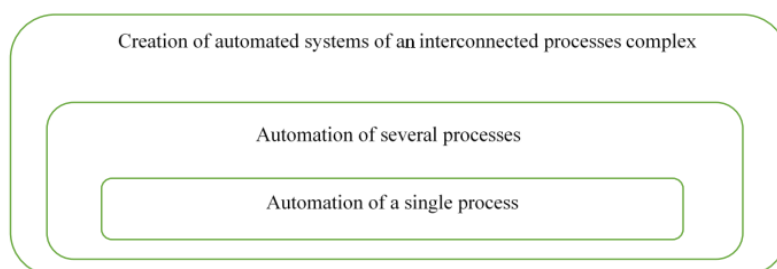 Creation of automated systems of an interconnected processes complex
Automation of several processes
Automation of a single process